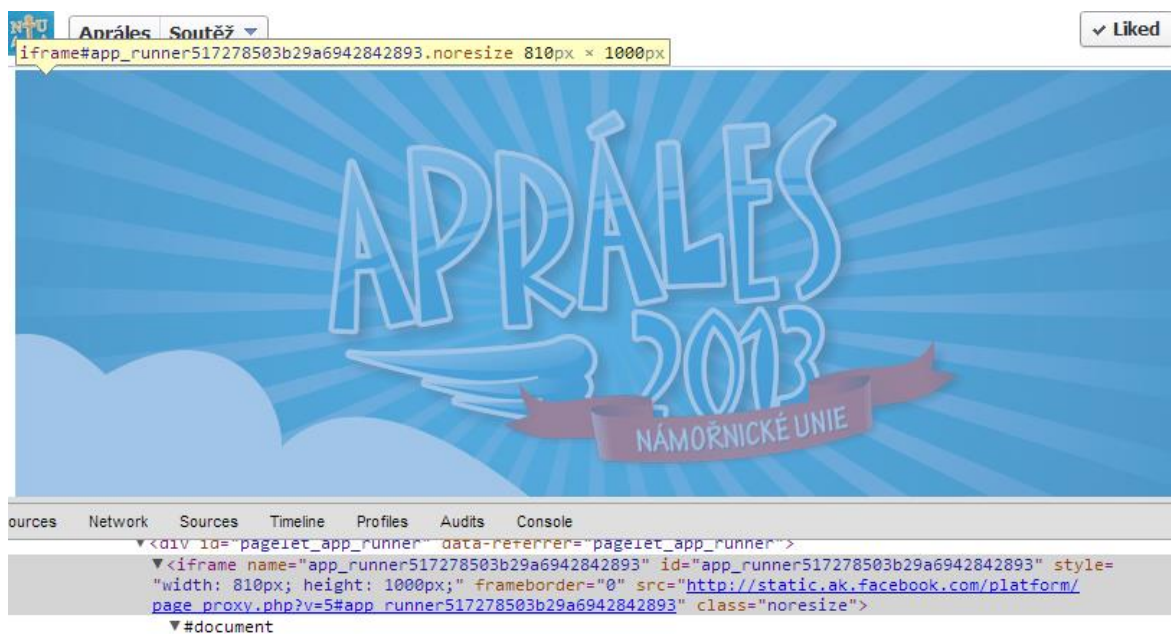 NU
Apráles Soutěž ▼
✓ Liked
iframe#app_runner517278503b29a6942842893.noresize 810px × 1000px
APRÁLES
2013
NÁMOŘNICKÉ UNIE
ources Network Sources Timeline Profiles Audits Console
▼<div id="pagelet_app_runner" data-referrer="pagelet_app_runner">
▼<iframe name="app_runner517278503b29a6942842893" id="app_runner517278503b29a6942842893" style=
"width: 810px; height: 1000px;" frameborder="0" src="http://static.ak.facebook.com/platform/
page_proxy.php?v=5#app_runner517278503b29a6942842893" class="noresize">
▼#document